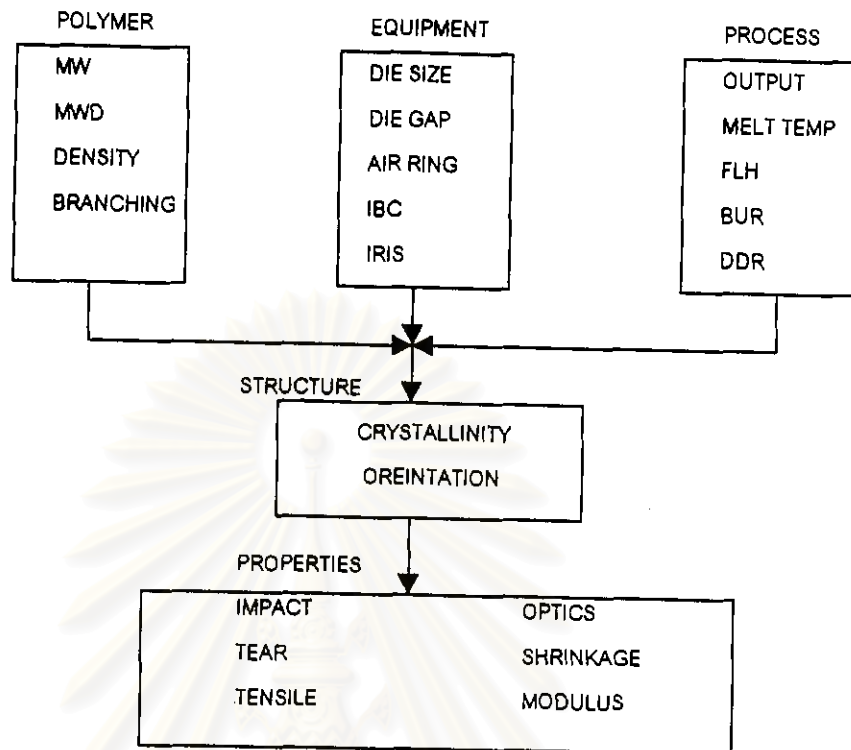 POLYMER
MW
MWD
DENSITY
BRANCHING
EQUIPMENT
DIE SIZE
DIE GAP
AIR RING
IBC
IRIS
PROCESS
OUTPUT
MELT TEMP
FLH
BUR
DDR
STRUCTURE
CRYSTALLINITY
OREINTATION
PROPERTIES
IMPACT
TEAR
TENSILE
OPTICS
SHRINKAGE
MODULUS